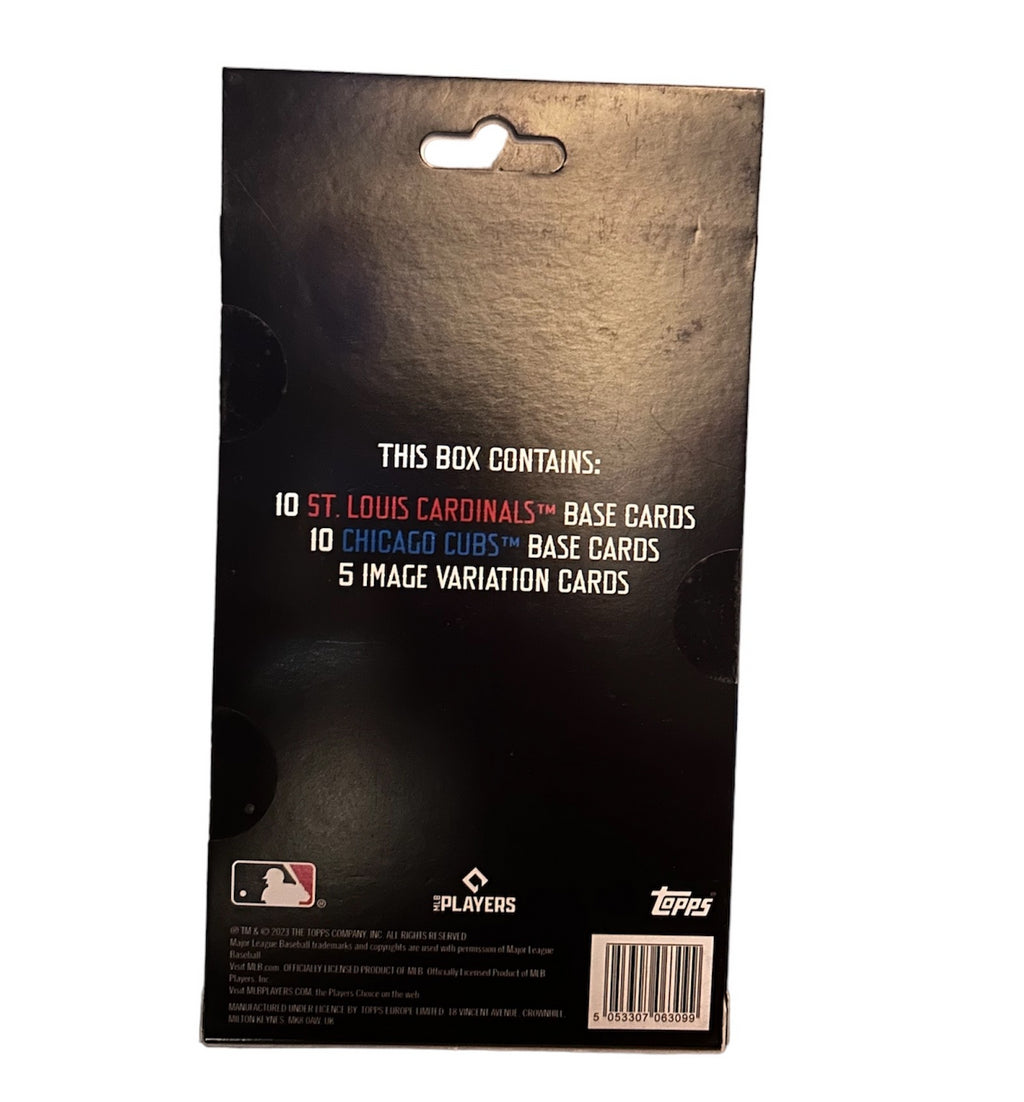 THIS BOX CONTAINS:
10 ST. LOUIS CARDINALS™ BASE CARDS
10 CHICAGO CUBS™ BASE CARDS
5 IMAGE VARIATION CARDS
®
MLB PLAYERS
topps®
® TM & © 2023 THE TOPPS COMPANY, INC. ALL RIGHTS RESERVED
Major League Baseball trademarks and copyrights are used with permission of Major League
Baseball
Visit MLB.com OFFICIALLY LICENSED PRODUCT OF MLB Officially Licensed Product of MLB
Players, Inc.
Visit MLBPLAYERS.COM, the Players Choice on the web
MANUFACTURED UNDER LICENCE BY TOPPS EUROPE LIMITED, 18 VINCENT AVENUE, CROWNHILL,
MILTON KEYNES, MK8 0AW, UK
5 053307 063099